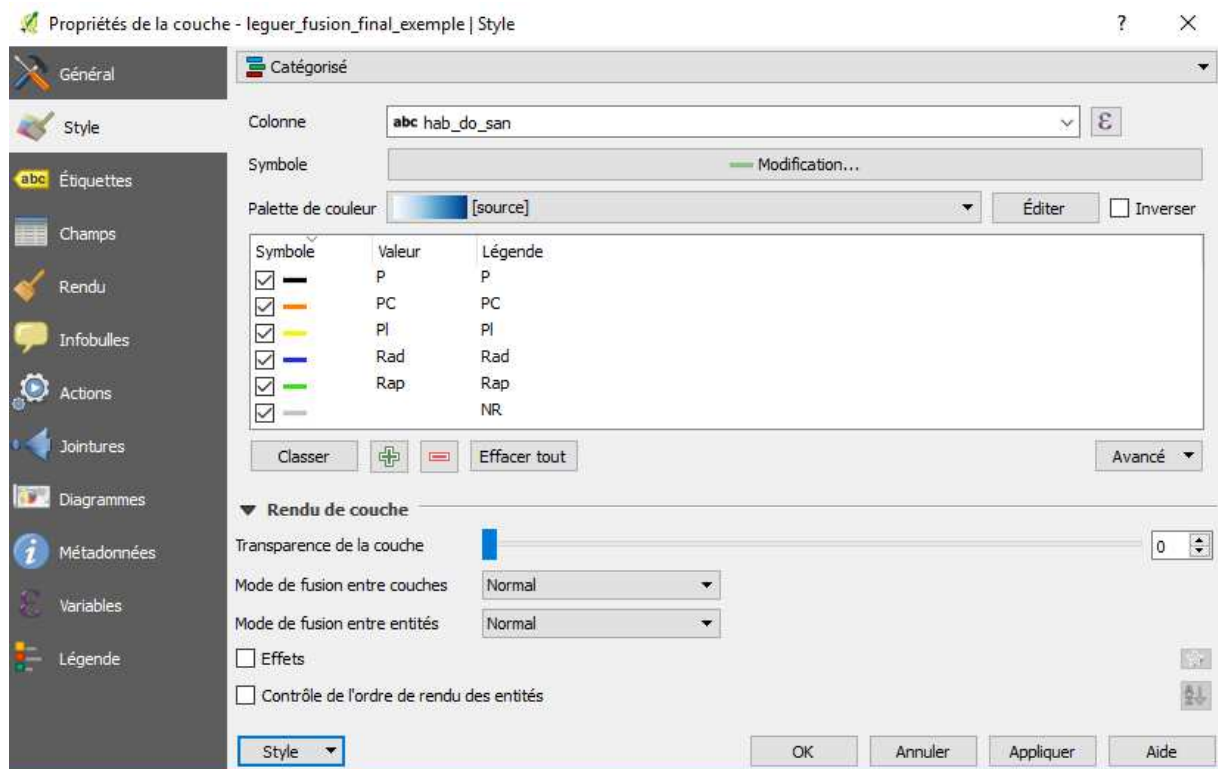 Propriétés de la couche - leguer_fusion_final_exemple | Style ? ×
Général
Style
abc Étiquettes
Champs
Rendu
Infobulles
Actions
Jointures
Diagrammes
Métadonnées
Variables
Légende
Catégorisé
Colonne abc hab_do_san ε
Symbole Modification...
Palette de couleur [source] Éditer Inverser
Symbole Valeur Légende
P P
PC PC
Pl Pl
Rad Rad
Rap Rap
NR
Classer Effacer tout Avancé
Rendu de couche
Transparence de la couche 0
Mode de fusion entre couches Normal
Mode de fusion entre entités Normal
Effets
Contrôle de l'ordre de rendu des entités
Style OK Annuler Appliquer Aide